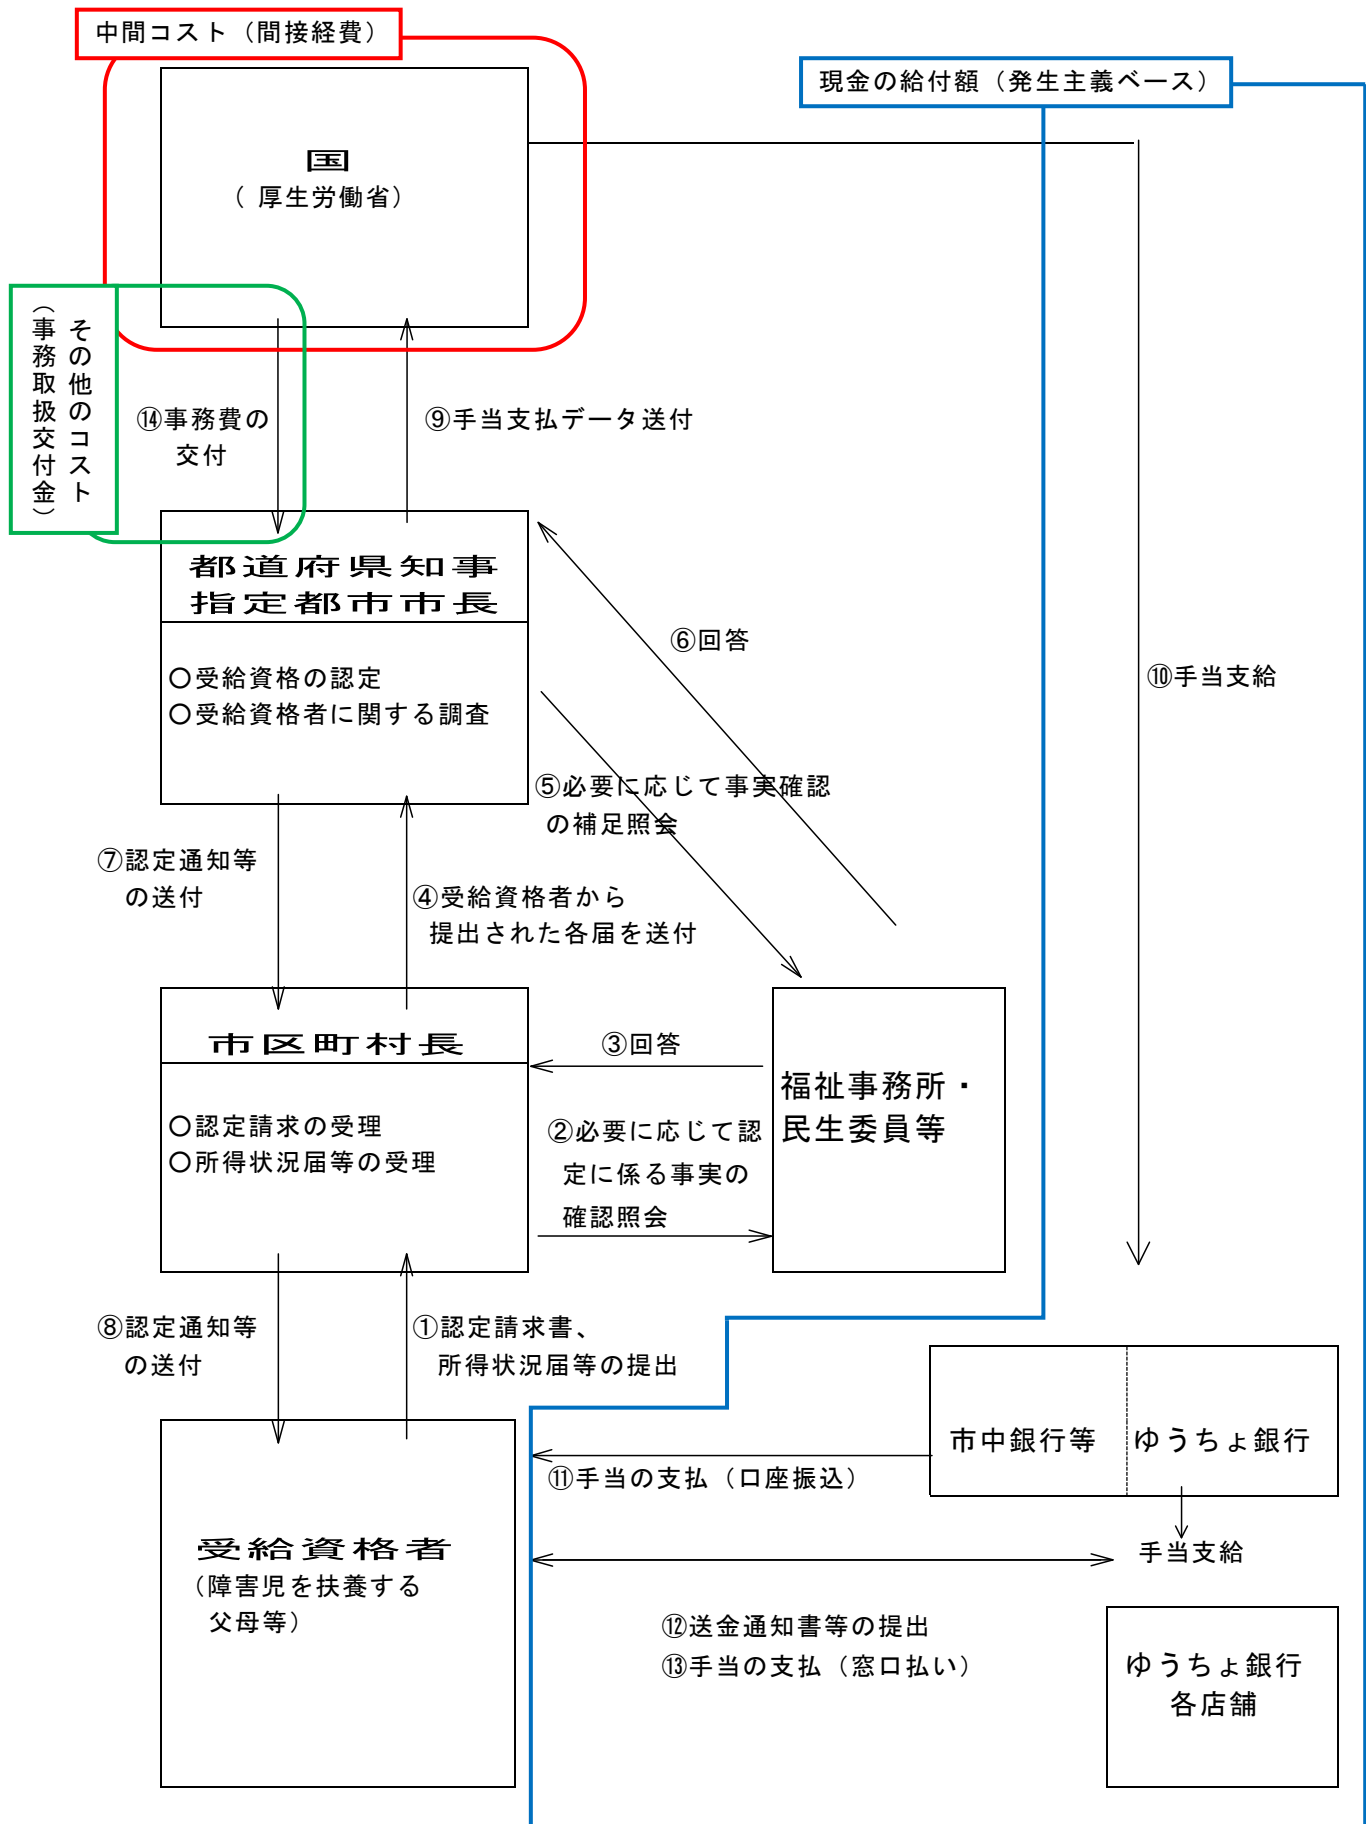 中間コスト（間接経費）
現金の給付額（発生主義ベース）
国
（ 厚生労働省）
その他のコスト
（事務取扱交付金）
⑭事務費の
交付
⑨手当支払データ送付
都道府県知事
指定都市市長
〇受給資格の認定
〇受給資格者に関する調査
⑥回答
⑩手当支給
⑤必要に応じて事実確認
の補足照会
⑦認定通知等
の送付
④受給資格者から
提出された各届を送付
市区町村長
〇認定請求の受理
〇所得状況届等の受理
③回答
②必要に応じて認
定に係る事実の
確認照会
福祉事務所・
民生委員等
⑧認定通知等
の送付
①認定請求書、
所得状況届等の提出
市中銀行等
ゆうちょ銀行
⑪手当の支払（口座振込）
手当支給
受給資格者
（障害児を扶養する
父母等）
⑫送金通知書等の提出
⑬手当の支払（窓口払い）
ゆうちょ銀行
各店舗